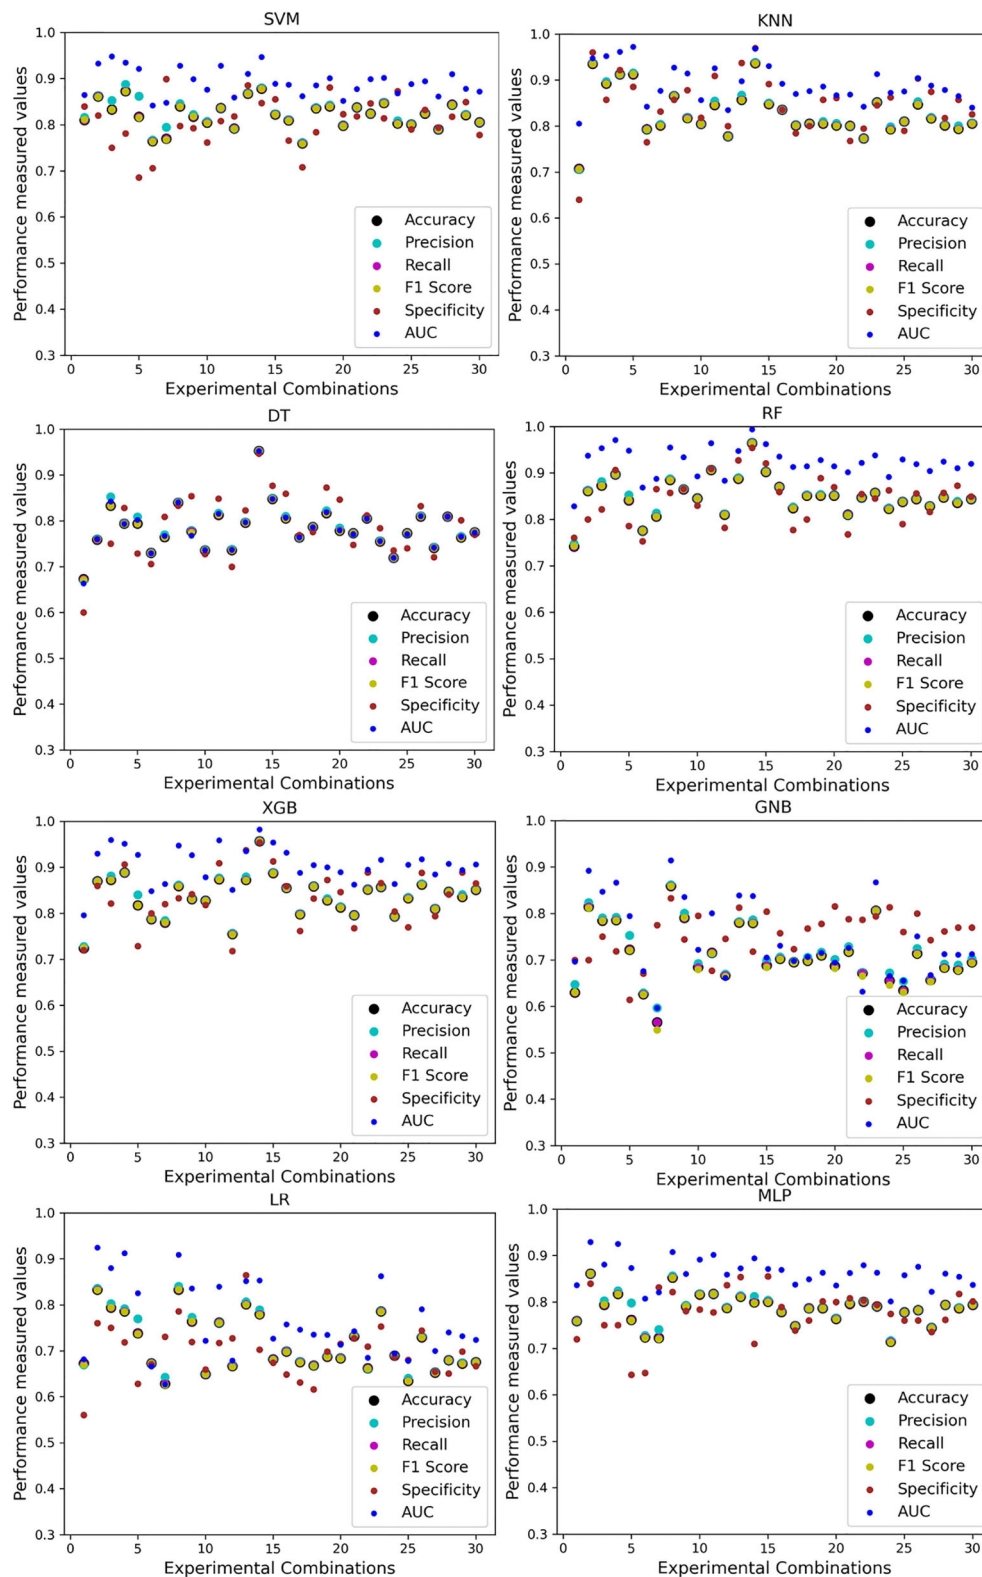 SVM
Performance measured values
1.0
0.9
0.8
0.7
0.6
0.5
0.4
0.3
0
5
10
15
20
25
30
Accuracy
Precision
Recall
F1 Score
Specificity
AUC
Experimental Combinations
KNN
Performance measured values
1.0
0.9
0.8
0.7
0.6
0.5
0.4
0.3
0
5
10
15
20
25
30
Accuracy
Precision
Recall
F1 Score
Specificity
AUC
Experimental Combinations
DT
Performance measured values
1.0
0.9
0.8
0.7
0.6
0.5
0.4
0.3
0
5
10
15
20
25
30
Accuracy
Precision
Recall
F1 Score
Specificity
AUC
Experimental Combinations
RF
Performance measured values
1.0
0.9
0.8
0.7
0.6
0.5
0.4
0.3
0
5
10
15
20
25
30
Accuracy
Precision
Recall
F1 Score
Specificity
AUC
Experimental Combinations
XGB
Performance measured values
1.0
0.9
0.8
0.7
0.6
0.5
0.4
0.3
0
5
10
15
20
25
30
Accuracy
Precision
Recall
F1 Score
Specificity
AUC
Experimental Combinations
GNB
Performance measured values
1.0
0.9
0.8
0.7
0.6
0.5
0.4
0.3
0
5
10
15
20
25
30
Accuracy
Precision
Recall
F1 Score
Specificity
AUC
Experimental Combinations
LR
Performance measured values
1.0
0.9
0.8
0.7
0.6
0.5
0.4
0.3
0
5
10
15
20
25
30
Accuracy
Precision
Recall
F1 Score
Specificity
AUC
Experimental Combinations
MLP
Performance measured values
1.0
0.9
0.8
0.7
0.6
0.5
0.4
0.3
0
5
10
15
20
25
30
Accuracy
Precision
Recall
F1 Score
Specificity
AUC
Experimental Combinations